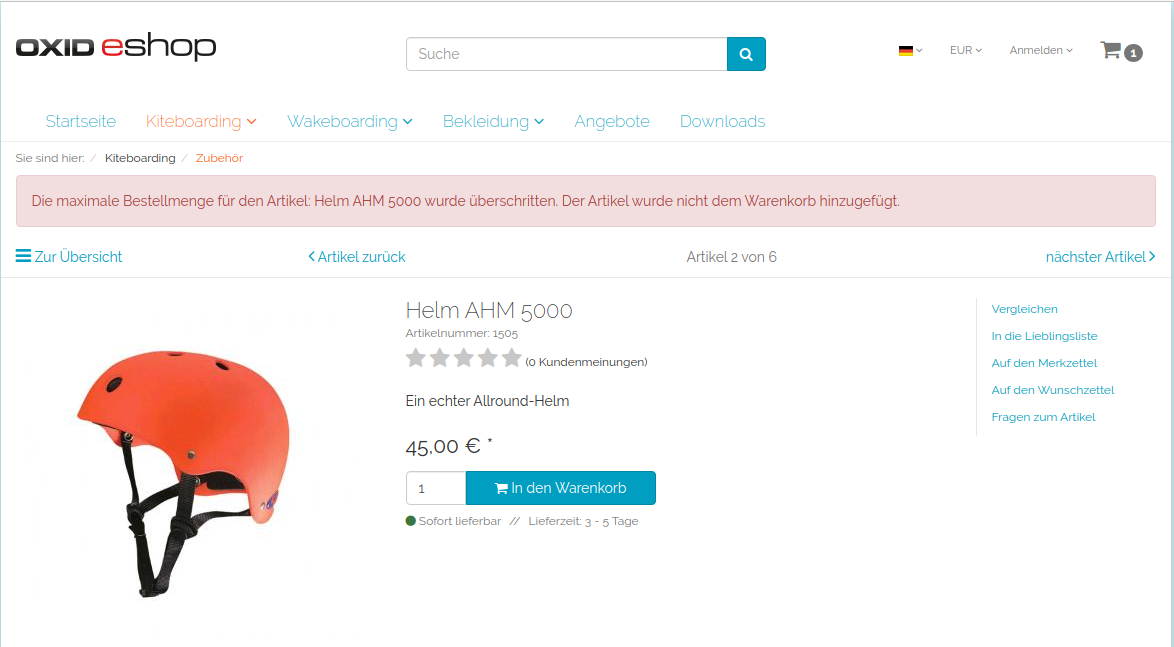 OXID eshop
Suche
EUR
Anmelden
1
Startseite
Kiteboarding
Wakeboarding
Bekleidung
Angebote
Downloads
Sie sind hier: / Kiteboarding / Zubehör
Die maximale Bestellmenge für den Artikel: Helm AHM 5000 wurde überschritten. Der Artikel wurde nicht dem Warenkorb hinzugefügt.
Zur Übersicht
Artikel zurück
Artikel 2 von 6
nächster Artikel
Helm AHM 5000
Artikelnummer: 1505
(0 Kundenmeinungen)
Ein echter Allround-Helm
45,00 € *
1
In den Warenkorb
Sofort lieferbar // Lieferzeit: 3 - 5 Tage
Vergleichen
In die Lieblingsliste
Auf den Merkzettel
Auf den Wunschzettel
Fragen zum Artikel